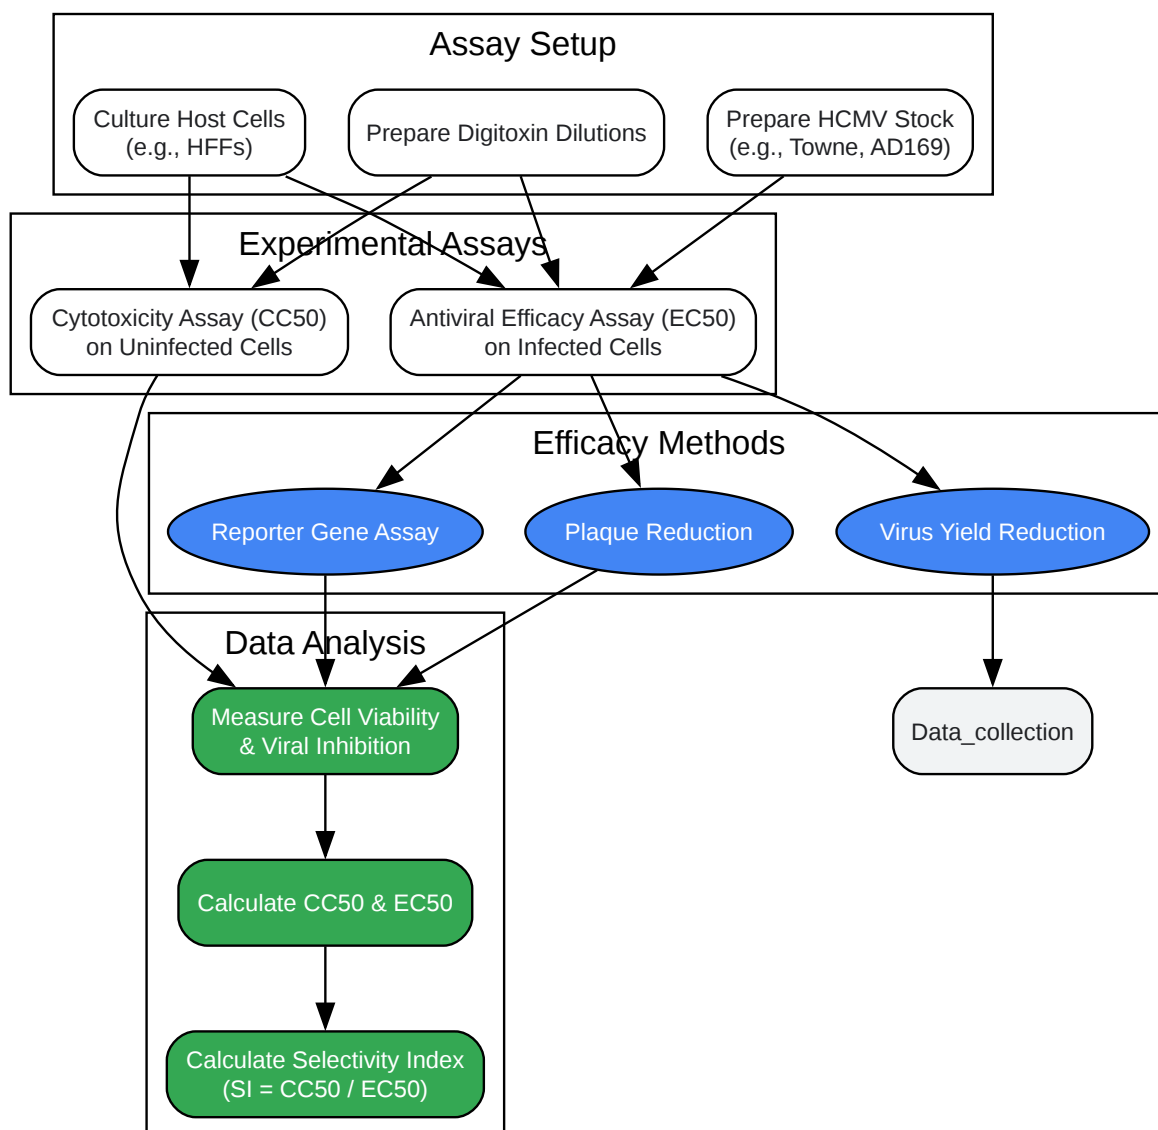 Assay Setup
Culture Host Cells
(e.g., HFFs)
Prepare Digitoxin Dilutions
Prepare HCMV Stock
(e.g., Towne, AD169)
Experimental Assays
Cytotoxicity Assay (CC50)
on Uninfected Cells
Antiviral Efficacy Assay (EC50)
on Infected Cells
Efficacy Methods
Reporter Gene Assay
Plaque Reduction
Virus Yield Reduction
Data Analysis
Measure Cell Viability
& Viral Inhibition
Data_collection
Calculate CC50 & EC50
Calculate Selectivity Index
(SI = CC50 / EC50)